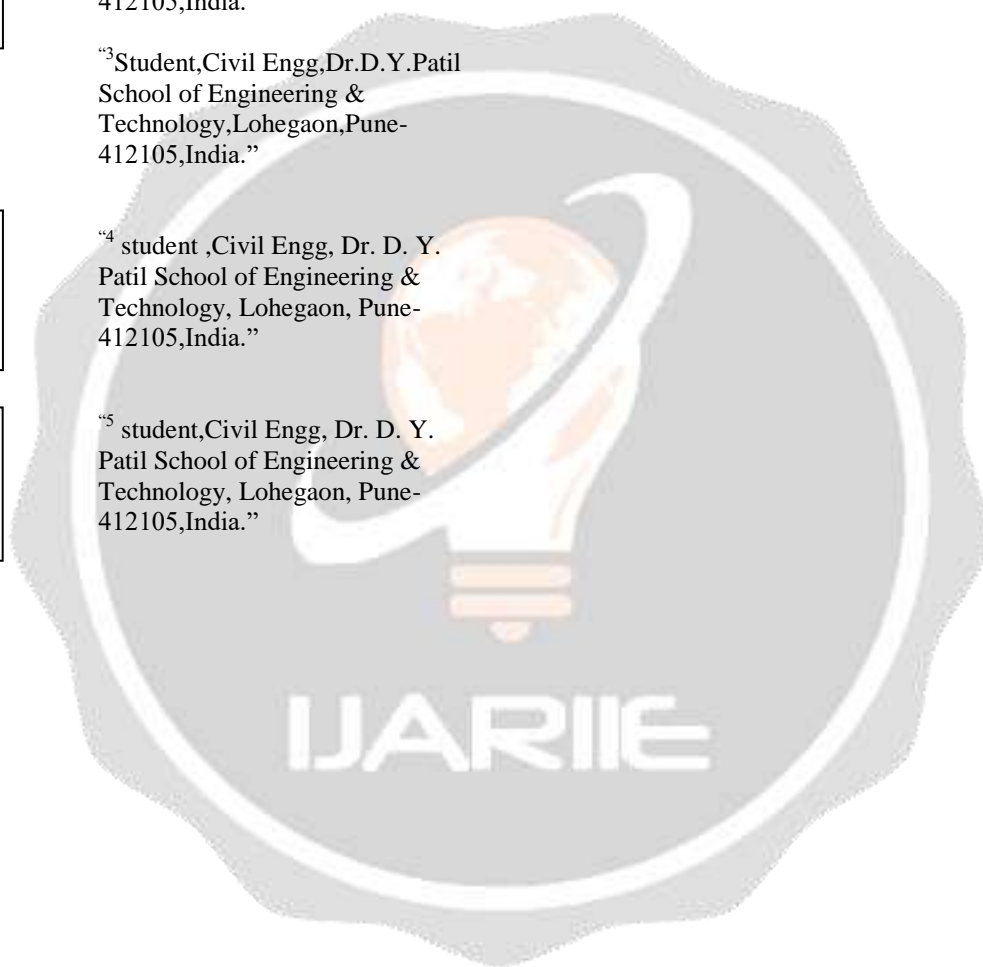 412105,India.
“3Student,Civil Engg,Dr.D.Y.Patil
School of Engineering &
Technology,Lohegaon,Pune-
412105,India.”
“4 student ,Civil Engg, Dr. D. Y.
Patil School of Engineering &
Technology, Lohegaon, Pune-
412105,India.”
“5 student,Civil Engg, Dr. D. Y.
Patil School of Engineering &
Technology, Lohegaon, Pune-
412105,India.”
IJARIIE